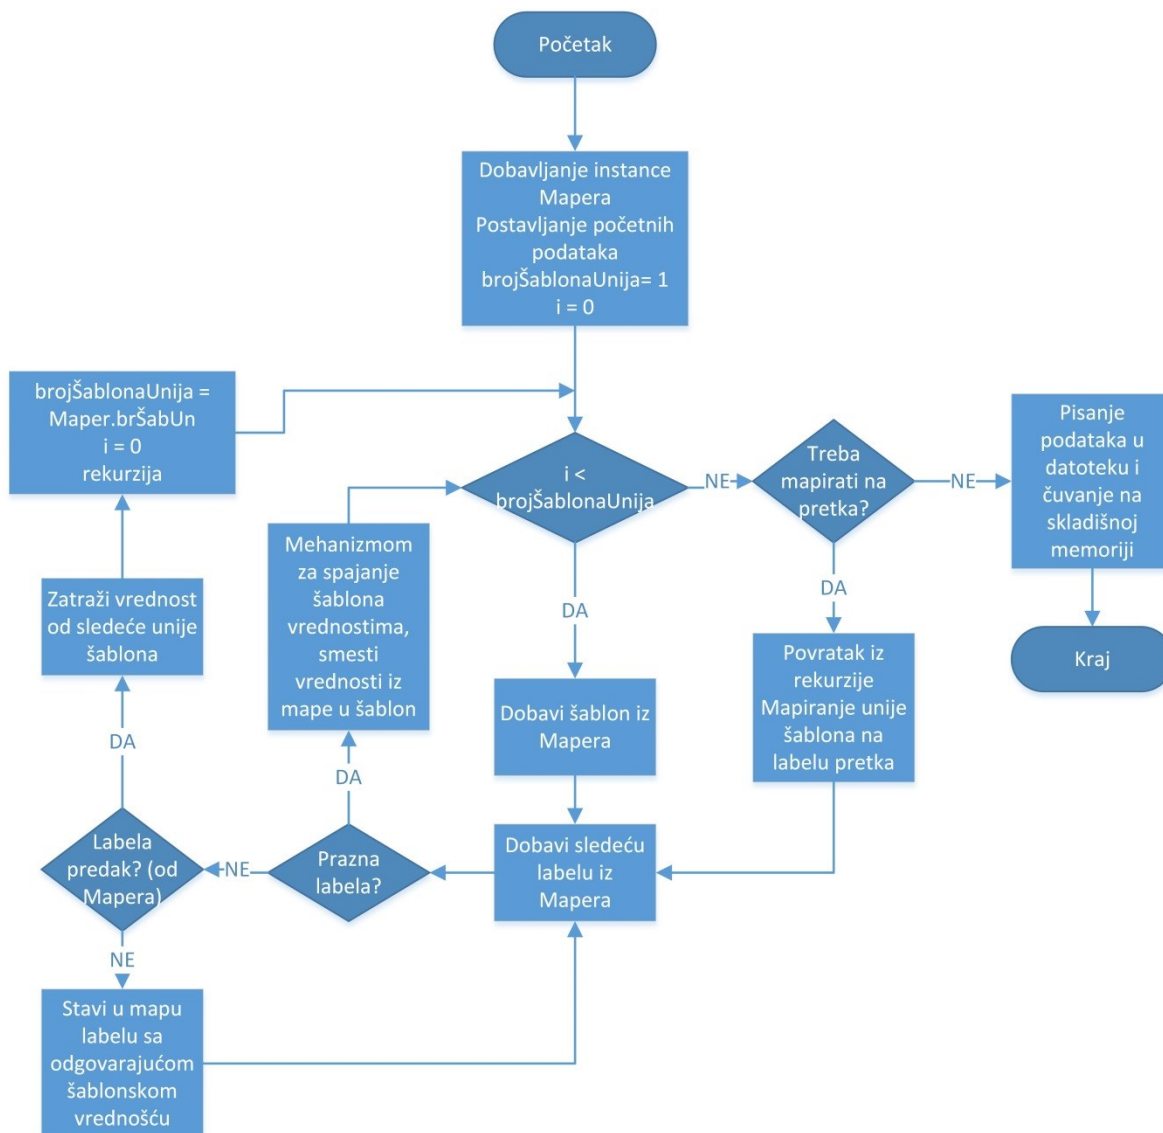 Početak
Dobavljanje instance
Mapera
Postavljanje početnih
podataka
brojŠablonaUnija= 1
i = 0
brojŠablonaUnija =
Maper.brŠabUn
i = 0
rekurzija
i <
brojŠablonaUnija
NE
Treba
mapirati na
pretka?
NE
Pisanje
podataka u
datoteku i
čuvanje na
skladišnoj
memoriji
Kraj
DA
Povratak iz
rekurzije
Mapiranje unije
šablona na
labelu pretka
DA
Dobavi šablon iz
Mapera
Dobavi sledeću
labelu iz
Mapera
Mehanizmom
za spajanje
šablona
vrednostima,
smesti
vrednosti iz
mape u šablon
DA
Prazna
labela?
NE
Zatraži vrednost
od sledeće unije
šablona
DA
Labela
predak? (od
Mapera)
NE
Stavi u mapu
labelu sa
odgovarajućom
šablonskom
vrednošću